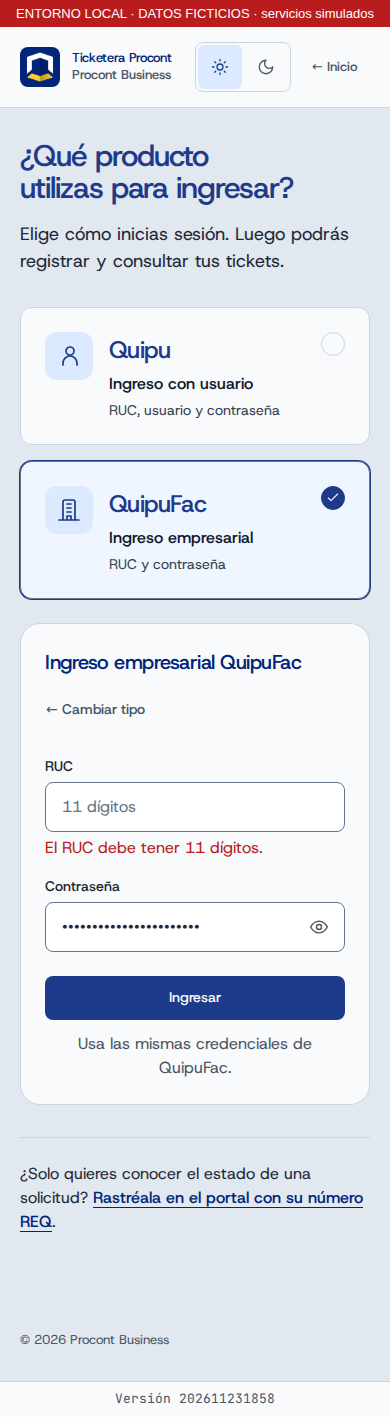 ENTORNO LOCAL · DATOS FICTICIOS · servicios simulados
Ticketera Procont
Procont Business
← Inicio
¿Qué producto
utilizas para ingresar?
Elige cómo inicias sesión. Luego podrás
registrar y consultar tus tickets.
Quipu
Ingreso con usuario
RUC, usuario y contraseña
QuipuFac
Ingreso empresarial
RUC y contraseña
Ingreso empresarial QuipuFac
← Cambiar tipo
RUC
11 dígitos
El RUC debe tener 11 dígitos.
Contraseña
Ingresar
Usa las mismas credenciales de
QuipuFac.
¿Solo quieres conocer el estado de una
solicitud? Rastréala en el portal con su número
REQ.
© 2026 Procont Business
Versión 202611231858